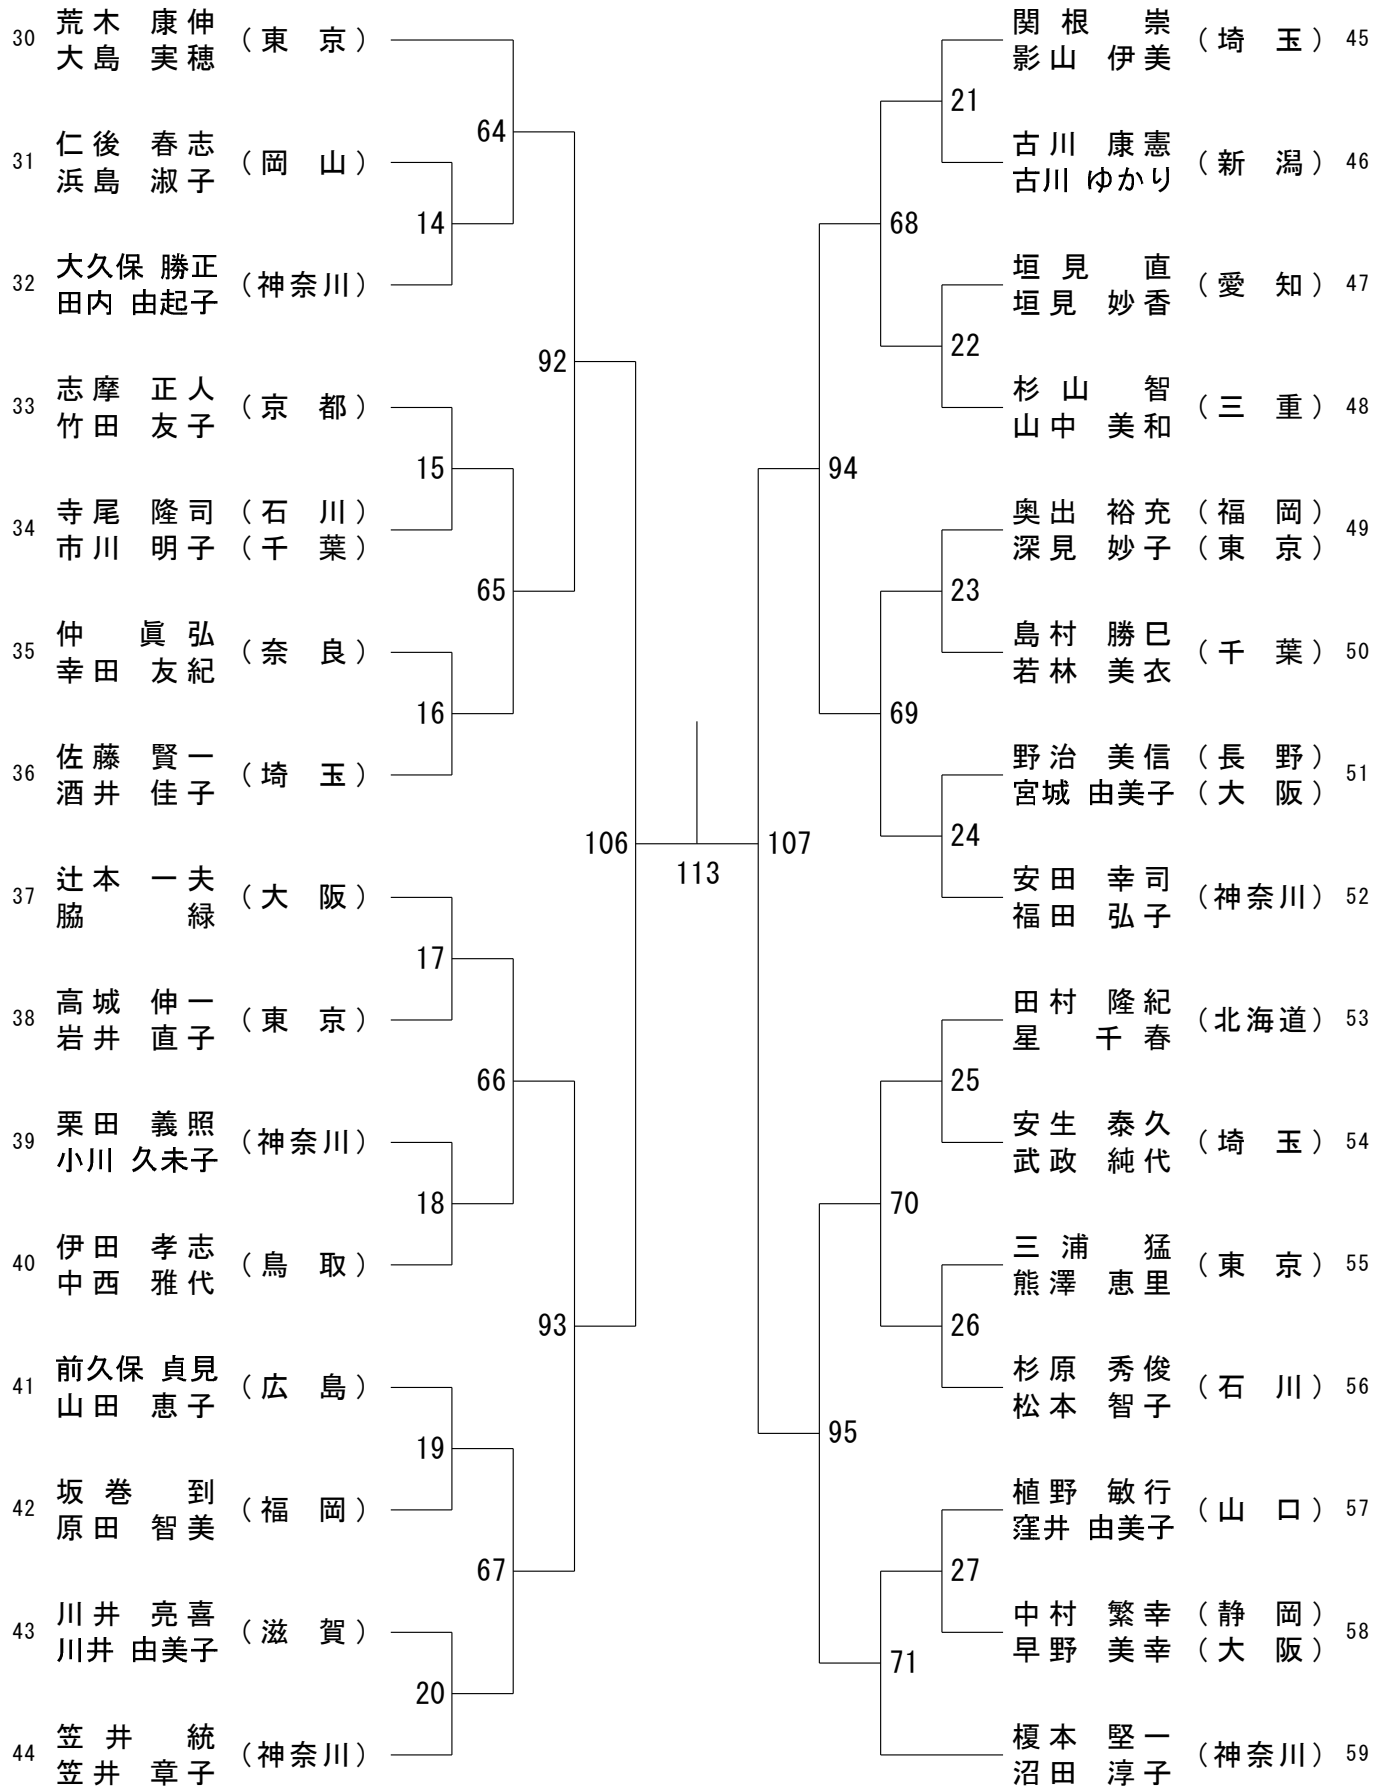 30 荒木 康伸 (東 京)
大島 実穂
64
31 仁後 春志 (岡 山)
浜島 淑子
14
32 大久保 勝正 (神奈川)
田内 由起子
92
33 志摩 正人 (京 都)
竹田 友子
15
34 寺尾 隆司 (石 川)
市川 明子 (千 葉)
65
35 仲 眞弘 (奈 良)
幸田 友紀
16
36 佐藤 賢一 (埼 玉)
酒井 佳子
106
37 辻本 一夫 (大 阪)
脇 緑
17
38 高城 伸一 (東 京)
岩井 直子
66
39 栗田 義照 (神奈川)
小川 久未子
18
40 伊田 孝志 (鳥 取)
中西 雅代
93
41 前久保 貞見 (広 島)
山田 恵子
19
42 坂巻 到 (福 岡)
原田 智美
67
43 川井 亮喜 (滋 賀)
川井 由美子
20
44 笠井 統 (神奈川)
笠井 章子
113
関根 崇 (埼 玉) 45
影山 伊美
21
古川 康憲 (新 潟) 46
古川 ゆかり
68
垣見 直 (愛 知) 47
垣見 妙香
22
杉山 智 (三 重) 48
山中 美和
94
奥出 裕充 (福 岡) 49
深見 妙子 (東 京)
23
島村 勝巳 (千 葉) 50
若林 美衣
69
野治 美信 (長 野) 51
宮城 由美子 (大 阪)
24
107
安田 幸司 (神奈川) 52
福田 弘子
田村 隆紀 (北海道) 53
星 千春
25
安生 泰久 (埼 玉) 54
武政 純代
70
三浦 猛 (東 京) 55
熊澤 恵里
26
杉原 秀俊 (石 川) 56
松本 智子
95
植野 敏行 (山 口) 57
窪井 由美子
27
中村 繁幸 (静 岡) 58
早野 美幸 (大 阪)
71
榎本 堅一 (神奈川) 59
沼田 淳子